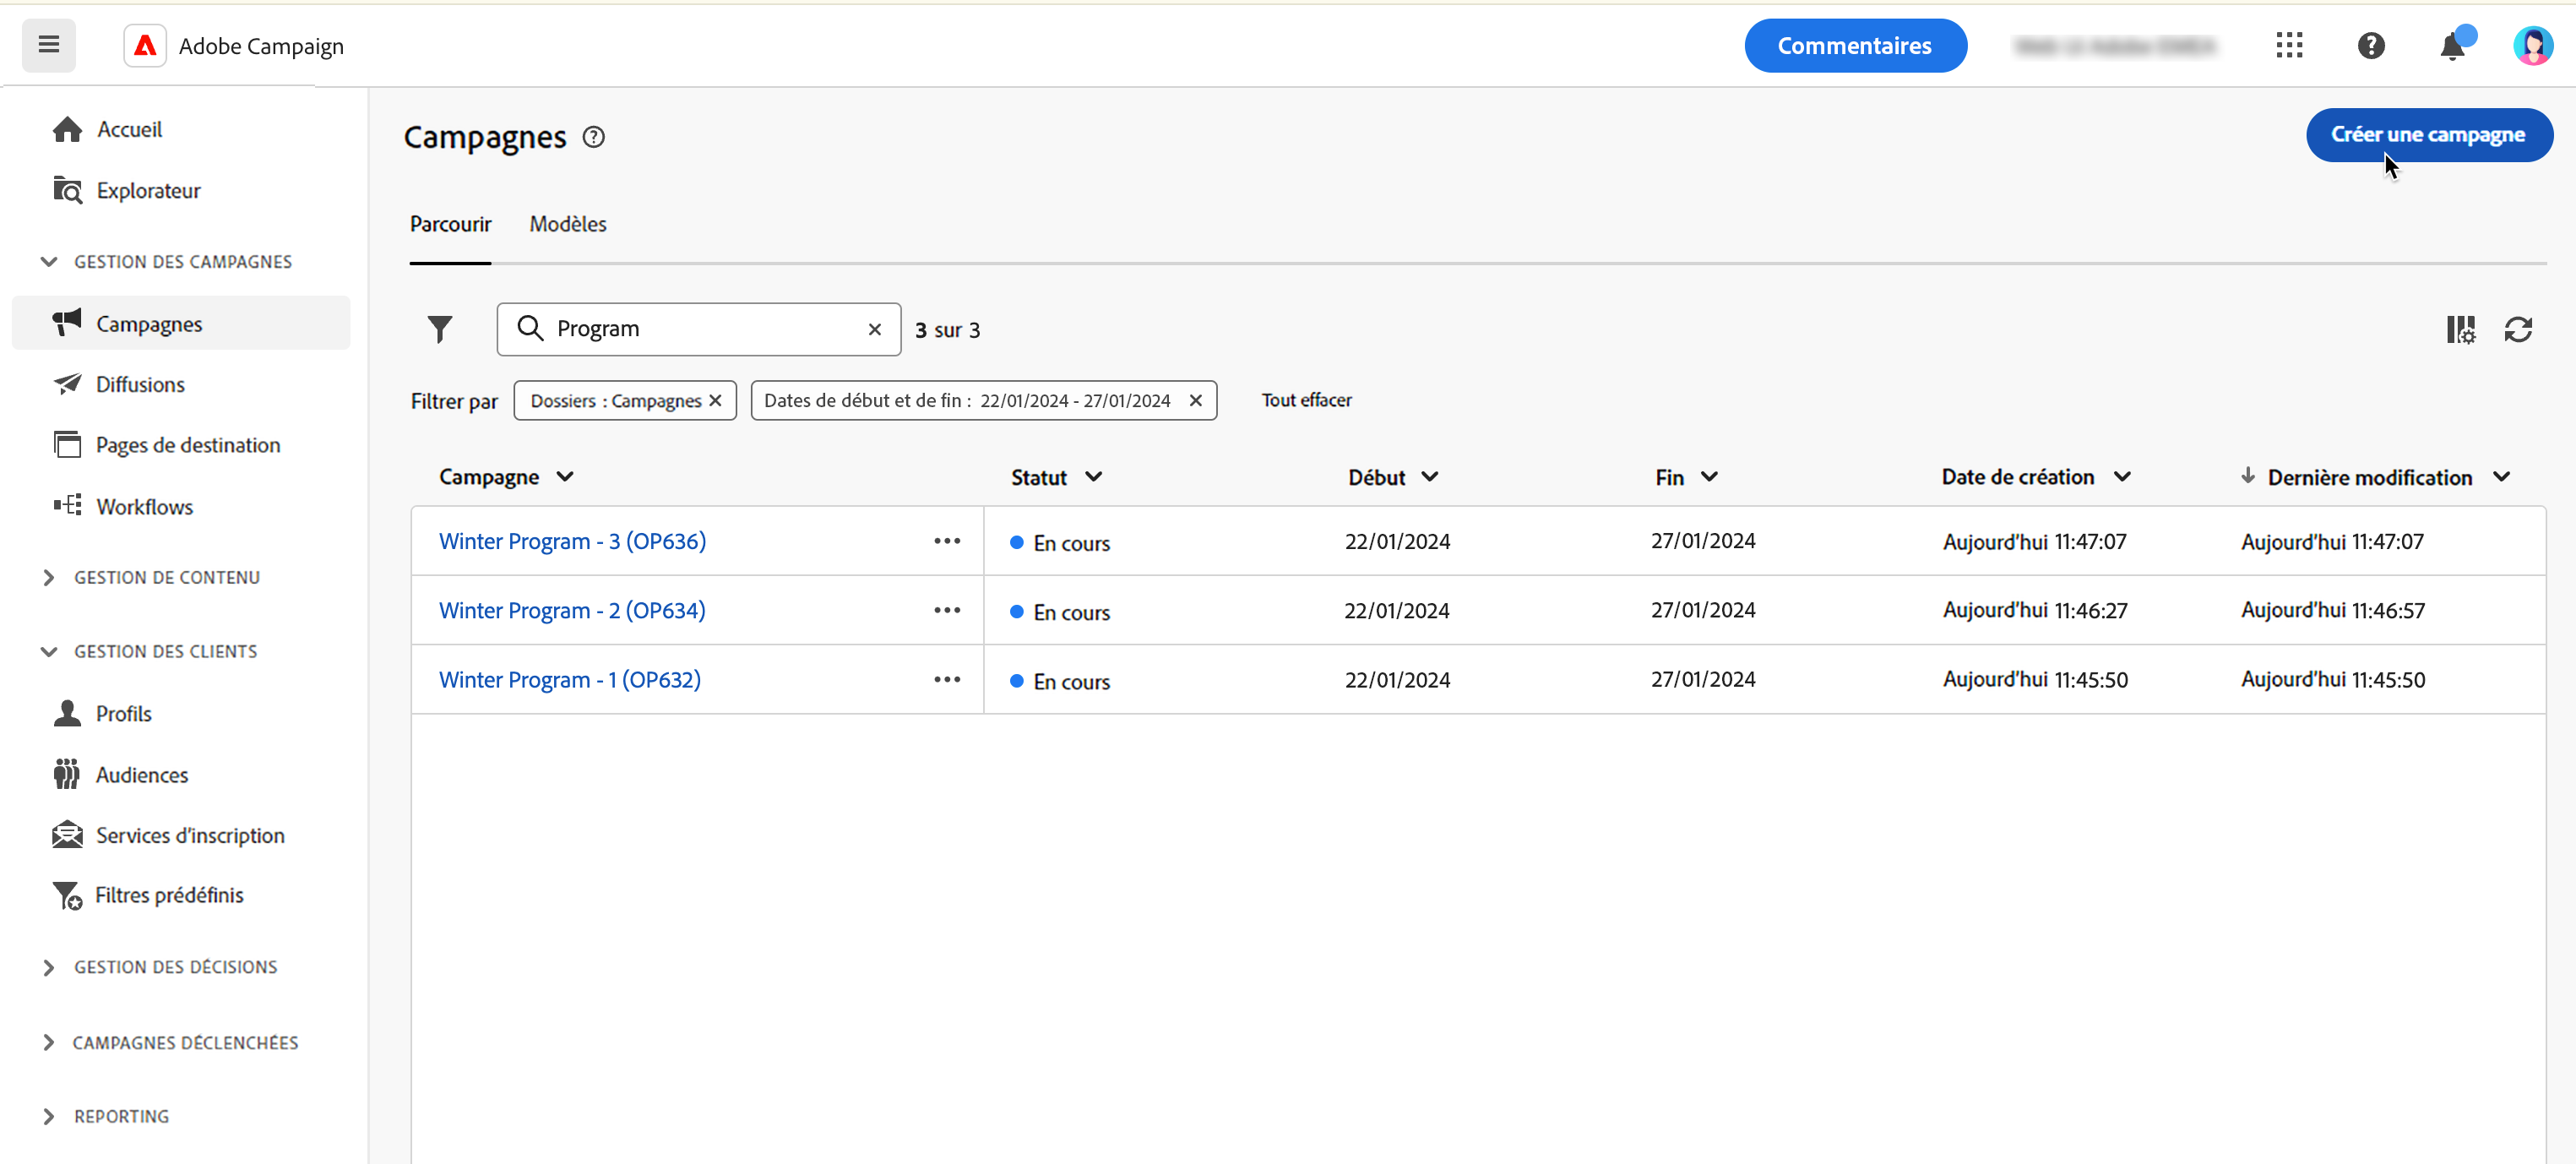 Adobe Campaign
Commentaires
Accueil
Explorateur
GESTION DES CAMPAGNES
Campagnes
Diffusions
Pages de destination
Workflows
GESTION DE CONTENU
GESTION DES CLIENTS
Profils
Audiences
Services d'inscription
Filtres prédéfinis
GESTION DES DÉCISIONS
CAMPAGNES DÉCLENCHÉES
REPORTING
Campagnes
Créer une campagne
Parcourir Modèles
Program 3 sur 3
Filtrer par Dossiers : Campagnes Dates de début et de fin : 22/01/2024 - 27/01/2024 Tout effacer
Campagne Statut Début Fin Date de création Dernière modification
Winter Program - 3 (OP636) En cours 22/01/2024 27/01/2024 Aujourd'hui 11:47:07 Aujourd'hui 11:47:07
Winter Program - 2 (OP634) En cours 22/01/2024 27/01/2024 Aujourd'hui 11:46:27 Aujourd'hui 11:46:57
Winter Program - 1 (OP632) En cours 22/01/2024 27/01/2024 Aujourd'hui 11:45:50 Aujourd'hui 11:45:50